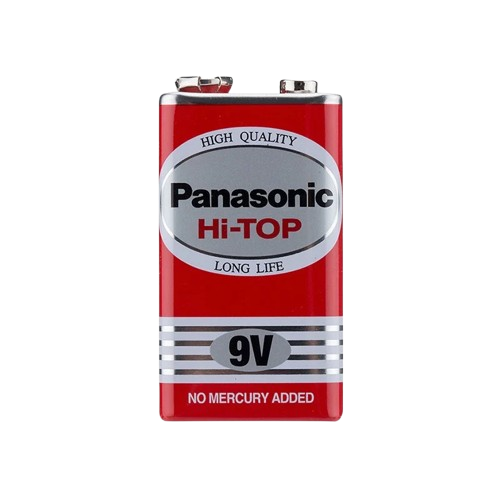 HIGH QUALITY
Panasonic
Hi-TOP
LONG LIFE
9V
NO MERCURY ADDED